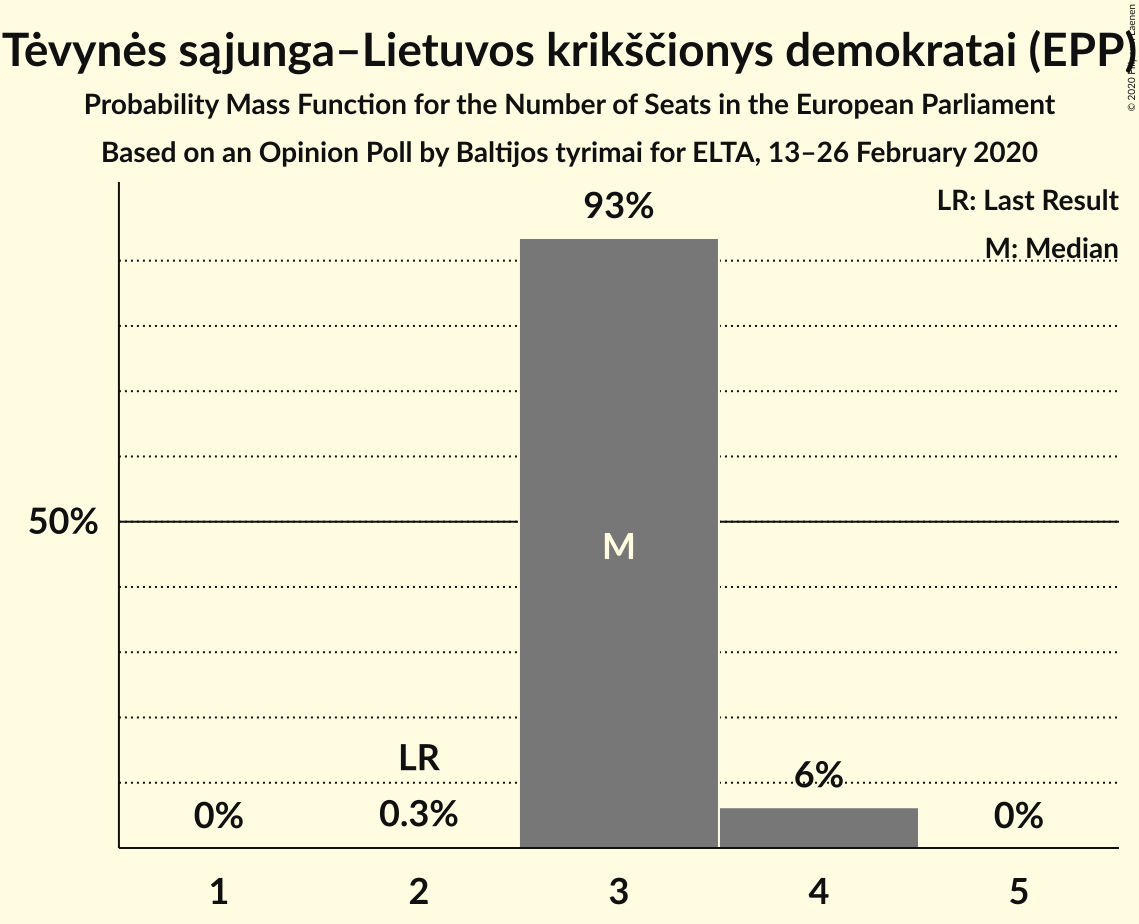 Tėvynės sąjunga–Lietuvos krikščionys demokratai (EPP)
Probability Mass Function for the Number of Seats in the European Parliament
Based on an Opinion Poll by Baltijos tyrimai for ELTA, 13–26 February 2020
© 2020 Laenen
LR: Last Result
M: Median
93%
50%
M
LR
0%
0.3%
6%
0%
1
2
3
4
5